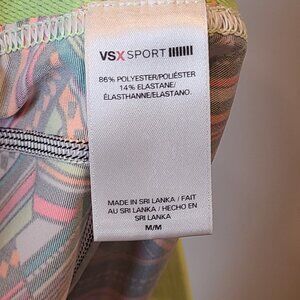 VSX SPORT
86% POLYESTER/POLIÉSTER
14% ELASTANE/
ÉLASTHANNE/ELASTANO.
MADE IN SRI LANKA / FAIT
AU SRI LANKA / HECHO EN
SRI LANKA
M/M